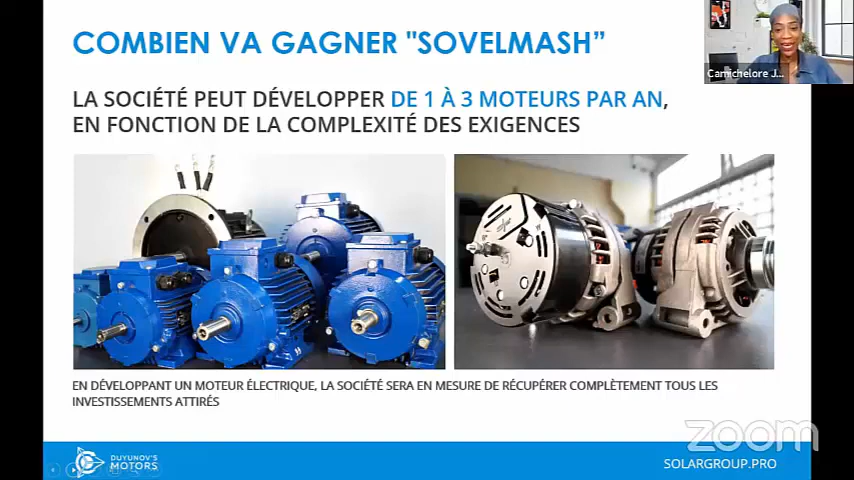 COMBIEN VA GAGNER "SOVELMASH"
Camichelore J...
LA SOCIÉTÉ PEUT DÉVELOPPER DE 1 À 3 MOTEURS PAR AN,
EN FONCTION DE LA COMPLEXITÉ DES EXIGENCES
EN DÉVELOPPANT UN MOTEUR ÉLECTRIQUE, LA SOCIÉTÉ SERA EN MESURE DE RÉCUPÉRER COMPLÈTEMENT TOUS LES
INVESTISSEMENTS ATTIRÉS
zoom
DUYUNOV'S
MOTORS
SOLARGROUP.PRO